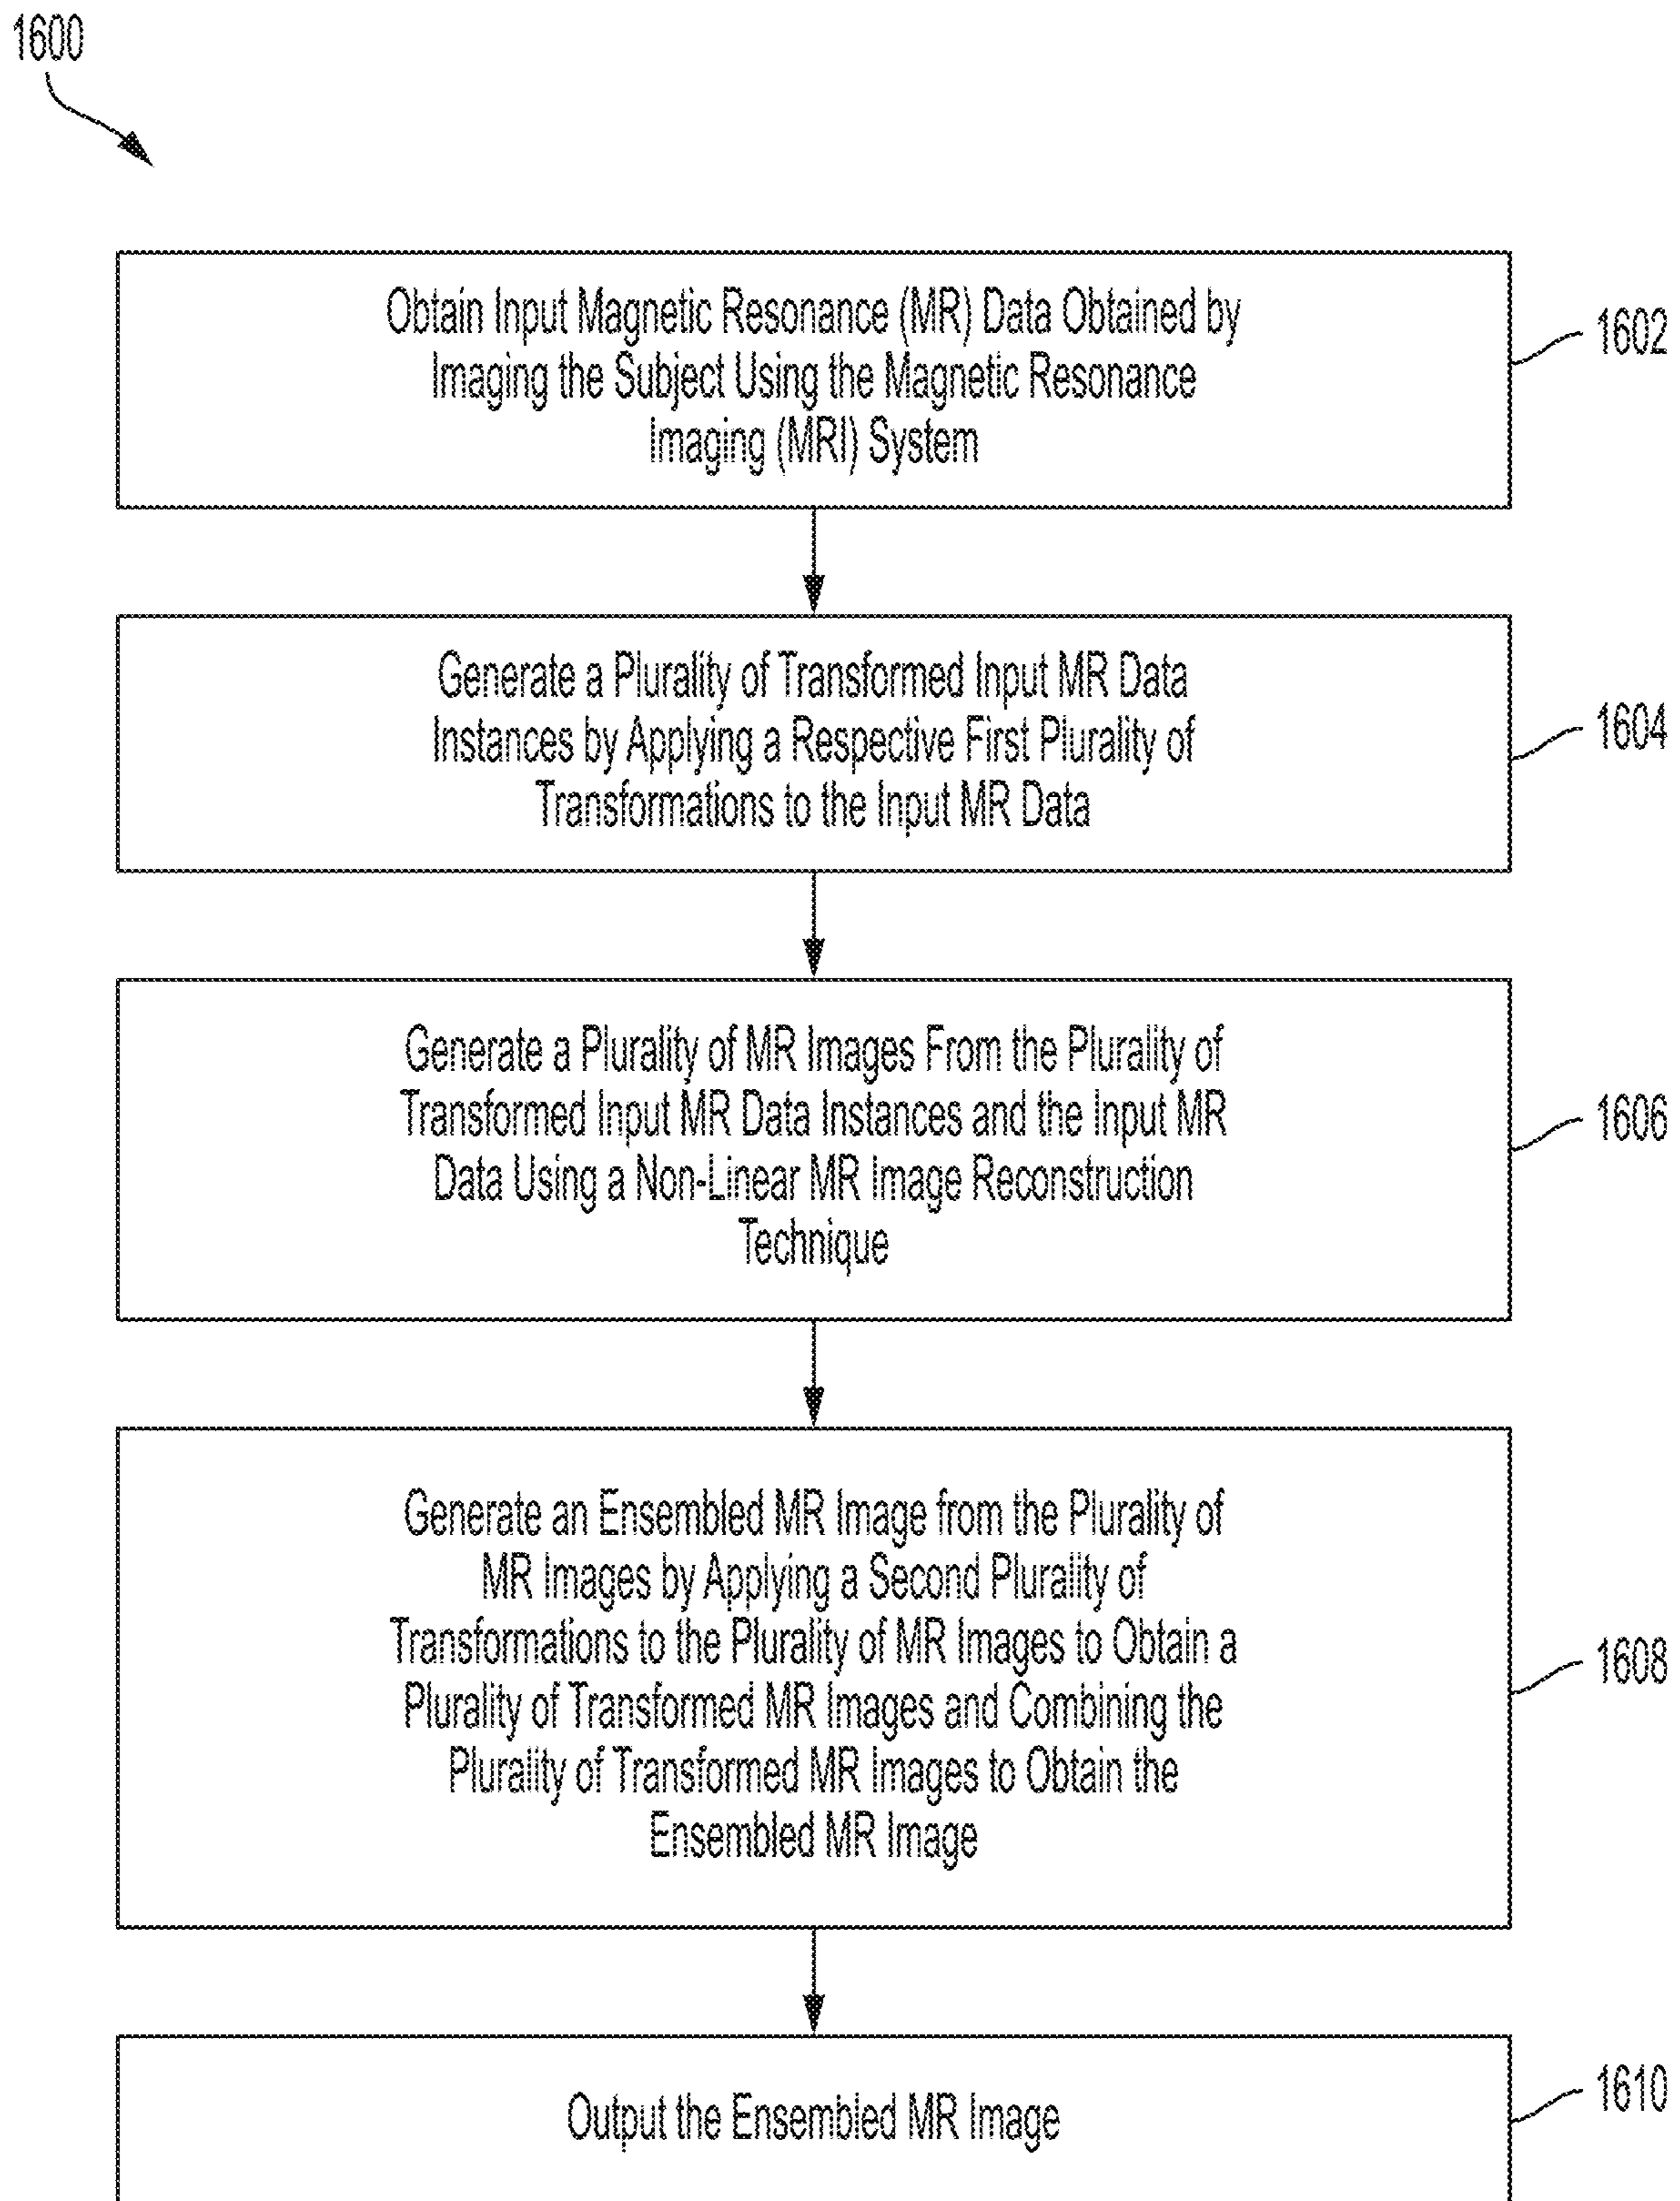 1600
Obtain Input Magnetic Resonance (MR) Data Obtained by
Imaging the Subject Using the Magnetic Resonance
Imaging (MRI) System
1602
Generate a Plurality of Transformed Input MR Data
Instances by Applying a Respective First Plurality of
Transformations to the Input MR Data
1604
Generate a Plurality of MR Images From the Plurality of
Transformed Input MR Data Instances and the Input MR
Data Using a Non-Linear MR Image Reconstruction
Technique
1606
Generate an Ensembled MR Image from the Plurality of
MR Images by Applying a Second Plurality of
Transformations to the Plurality of MR Images to Obtain a
Plurality of Transformed MR Images and Combining the
Plurality of Transformed MR Images to Obtain the
Ensembled MR Image
1608
Output the Ensembled MR Image
1610